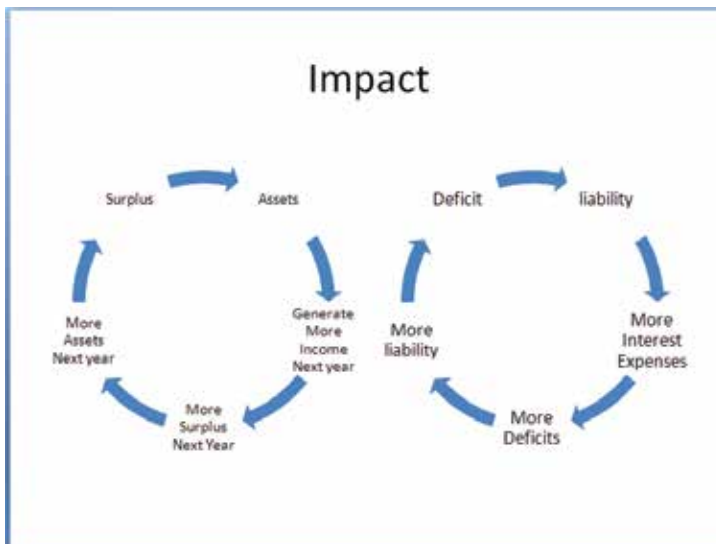 Impact
Surplus
Assets
Generate
More
Income
Next year
More
Surplus
Next Year
More
Assets
Next year
Deficit
liability
More
Interest
Expenses
More
Deficits
More
liability